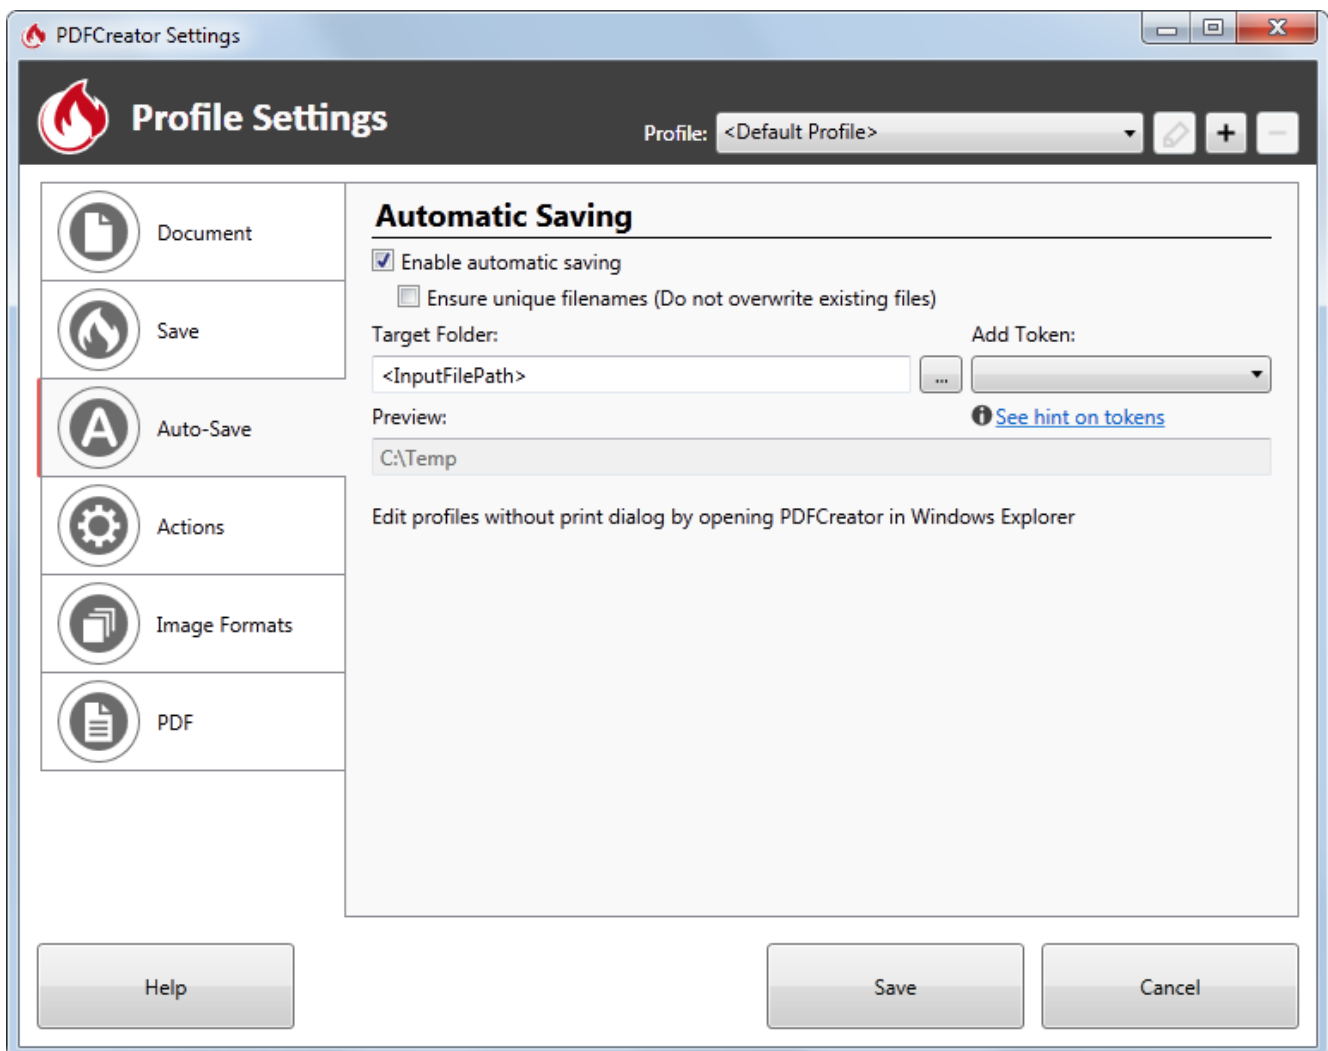 PDFCreator Settings
Profile Settings
Profile: <Default Profile>
Document
Save
Auto-Save
Actions
Image Formats
PDF
Automatic Saving
Enable automatic saving
Ensure unique filenames (Do not overwrite existing files)
Target Folder: Add Token:
<InputFilePath> ...
Preview: See hint on tokens
C:\Temp
Edit profiles without print dialog by opening PDFCreator in Windows Explorer
Help Save Cancel